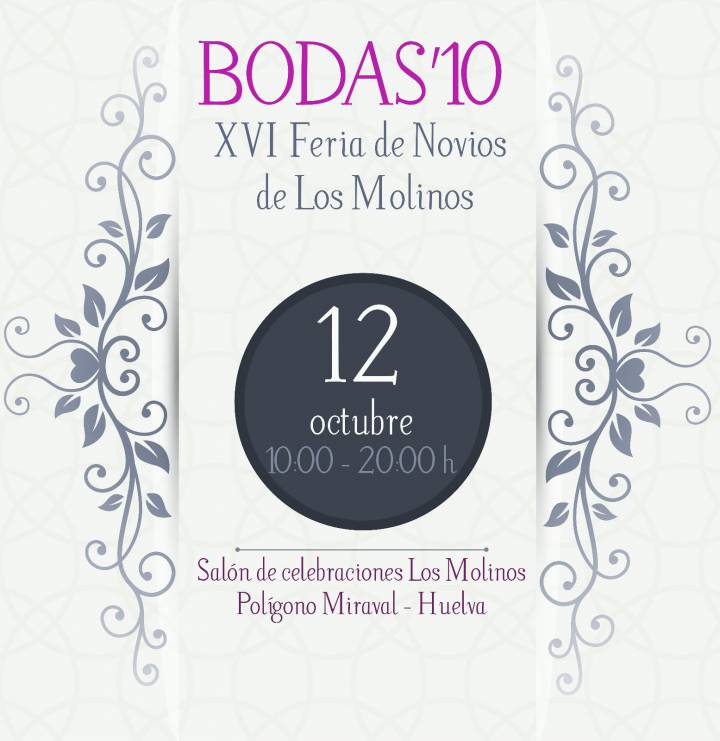 BODAS'10
XVI Feria de Novios
de Los Molinos
12
octubre
10:00 - 20:00 h
Salón de celebraciones Los Molinos
Polígono Miraval - Huelva